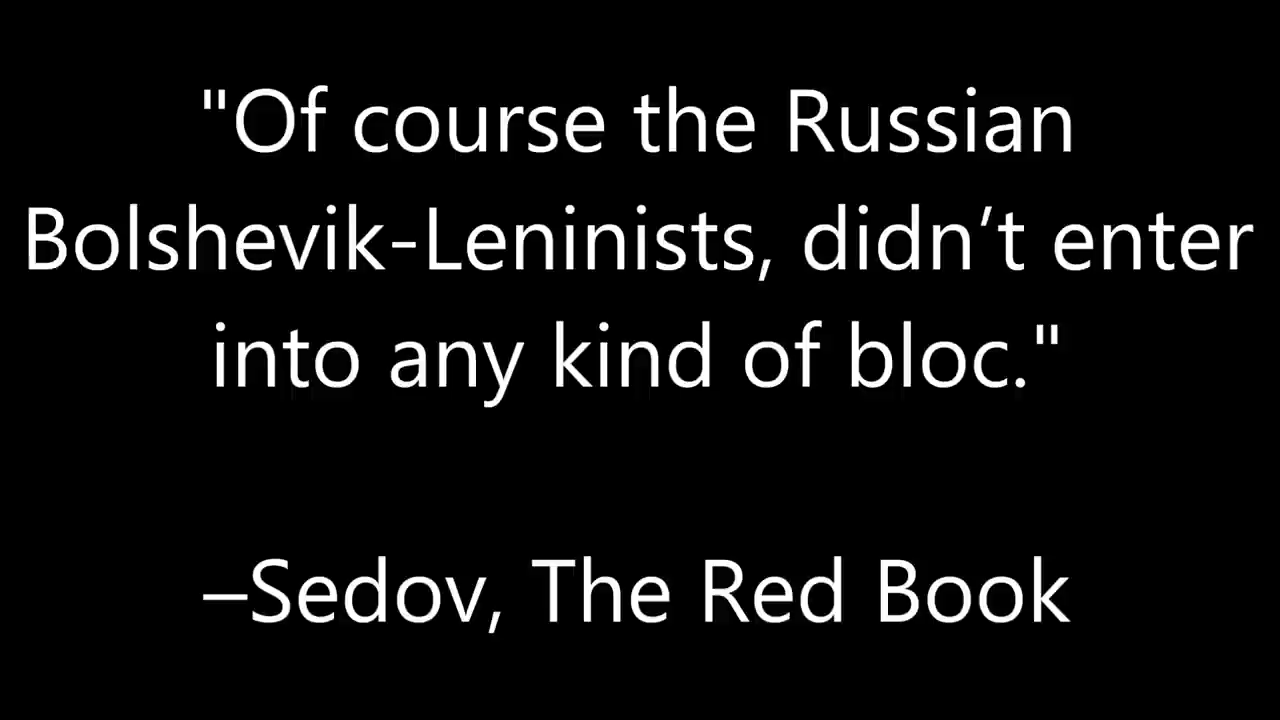 "Of course the Russian
Bolshevik-Leninists, didn’t enter
into any kind of bloc."
–Sedov, The Red Book